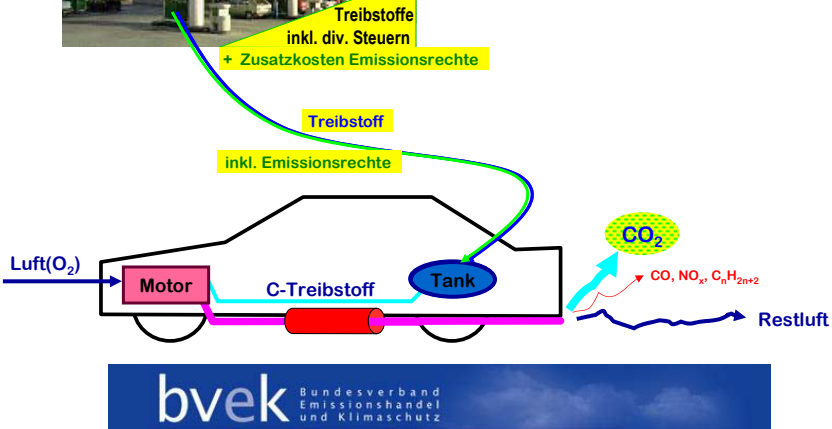 Treibstoffe
inkl. div. Steuern
+ Zusatzkosten Emissionsrechte
Treibstoff
inkl. Emissionsrechte
CO₂
Luft(O₂)
CO, NOₓ, CₙH₂ₙ₊₂
Motor
C-Treibstoff
Tank
Restluft
bvek
Bundesverband
Emissionshandel
und Klimaschutz